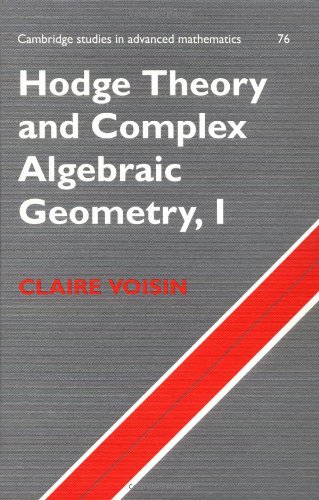 Cambridge studies in advanced mathematics 76
Hodge Theory
and Complex
Algebraic
Geometry, I
CLAIRE VOISIN